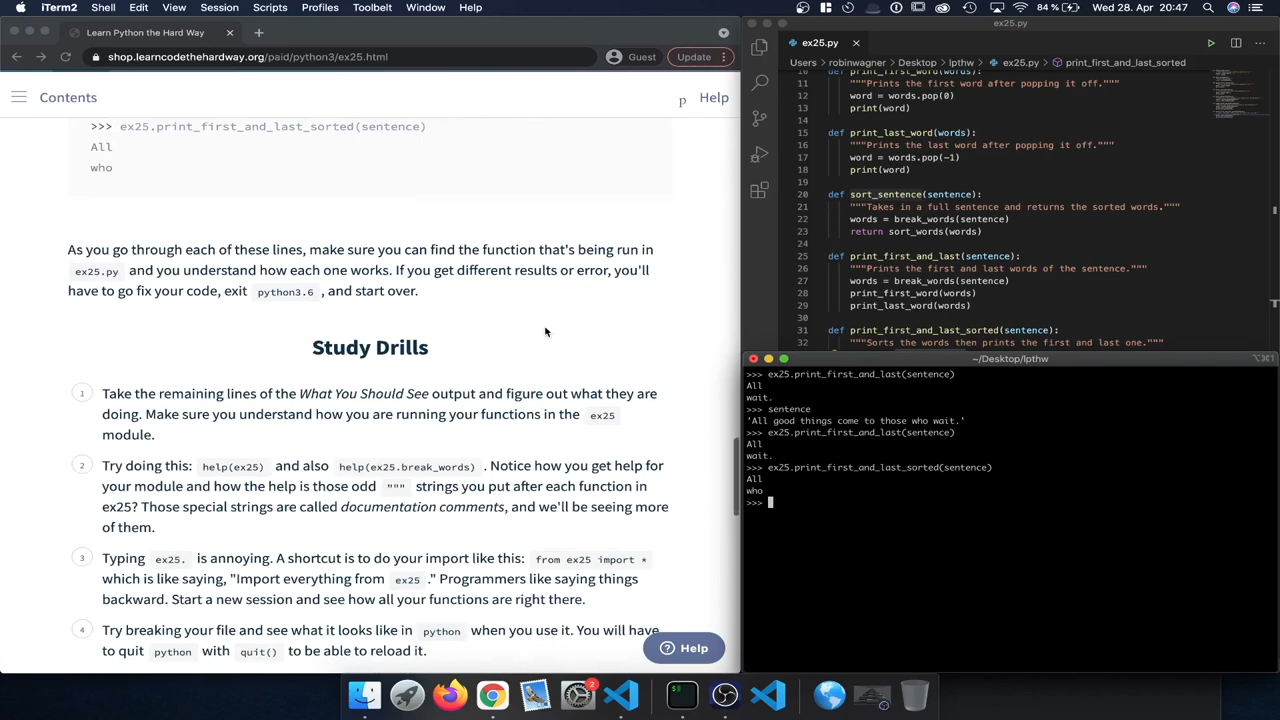 iTerm2 Shell Edit View Session Scripts Profiles Toolbelt Window Help 84 % Wed 28. Apr 20:47
Learn Python the Hard Way
shop.learncodethehardway.org/paid/python3/ex25.html Guest Update
Contents Help
>>> ex25.print_first_and_last_sorted(sentence)
All
who
As you go through each of these lines, make sure you can find the function that's being run in
ex25.py and you understand how each one works. If you get different results or error, you'll
have to go fix your code, exit python3.6 , and start over.
Study Drills
1 Take the remaining lines of the What You Should See output and figure out what they are
doing. Make sure you understand how you are running your functions in the ex25
module.
2 Try doing this: help(ex25) and also help(ex25.break_words) . Notice how you get help for
your module and how the help is those odd """ strings you put after each function in
ex25? Those special strings are called documentation comments, and we'll be seeing more
of them.
3 Typing ex25. is annoying. A shortcut is to do your import like this: from ex25 import *
which is like saying, "Import everything from ex25 ." Programmers like saying things
backward. Start a new session and see how all your functions are right there.
4 Try breaking your file and see what it looks like in python when you use it. You will have
to quit python with quit() to be able to reload it.
Help
ex25.py
ex25.py
Users > robinwagner > Desktop > lpthw > ex25.py > print_first_and_last_sorted
10 def print_first_word(words):
11 """Prints the first word after popping it off."""
12 word = words.pop(0)
13 print(word)
14
15 def print_last_word(words):
16 """Prints the last word after popping it off."""
17 word = words.pop(-1)
18 print(word)
19
20 def sort_sentence(sentence):
21 """Takes in a full sentence and returns the sorted words."""
22 words = break_words(sentence)
23 return sort_words(words)
24
25 def print_first_and_last(sentence):
26 """Prints the first and last words of the sentence."""
27 words = break_words(sentence)
28 print_first_word(words)
29 print_last_word(words)
30
31 def print_first_and_last_sorted(sentence):
32 """Sorts the words then prints the first and last one."""
~/Desktop/lpthw ⌥⌘1
>>> ex25.print_first_and_last(sentence)
All
wait.
>>> sentence
'All good things come to those who wait.'
>>> ex25.print_first_and_last(sentence)
All
wait.
>>> ex25.print_first_and_last_sorted(sentence)
All
who
>>>
2